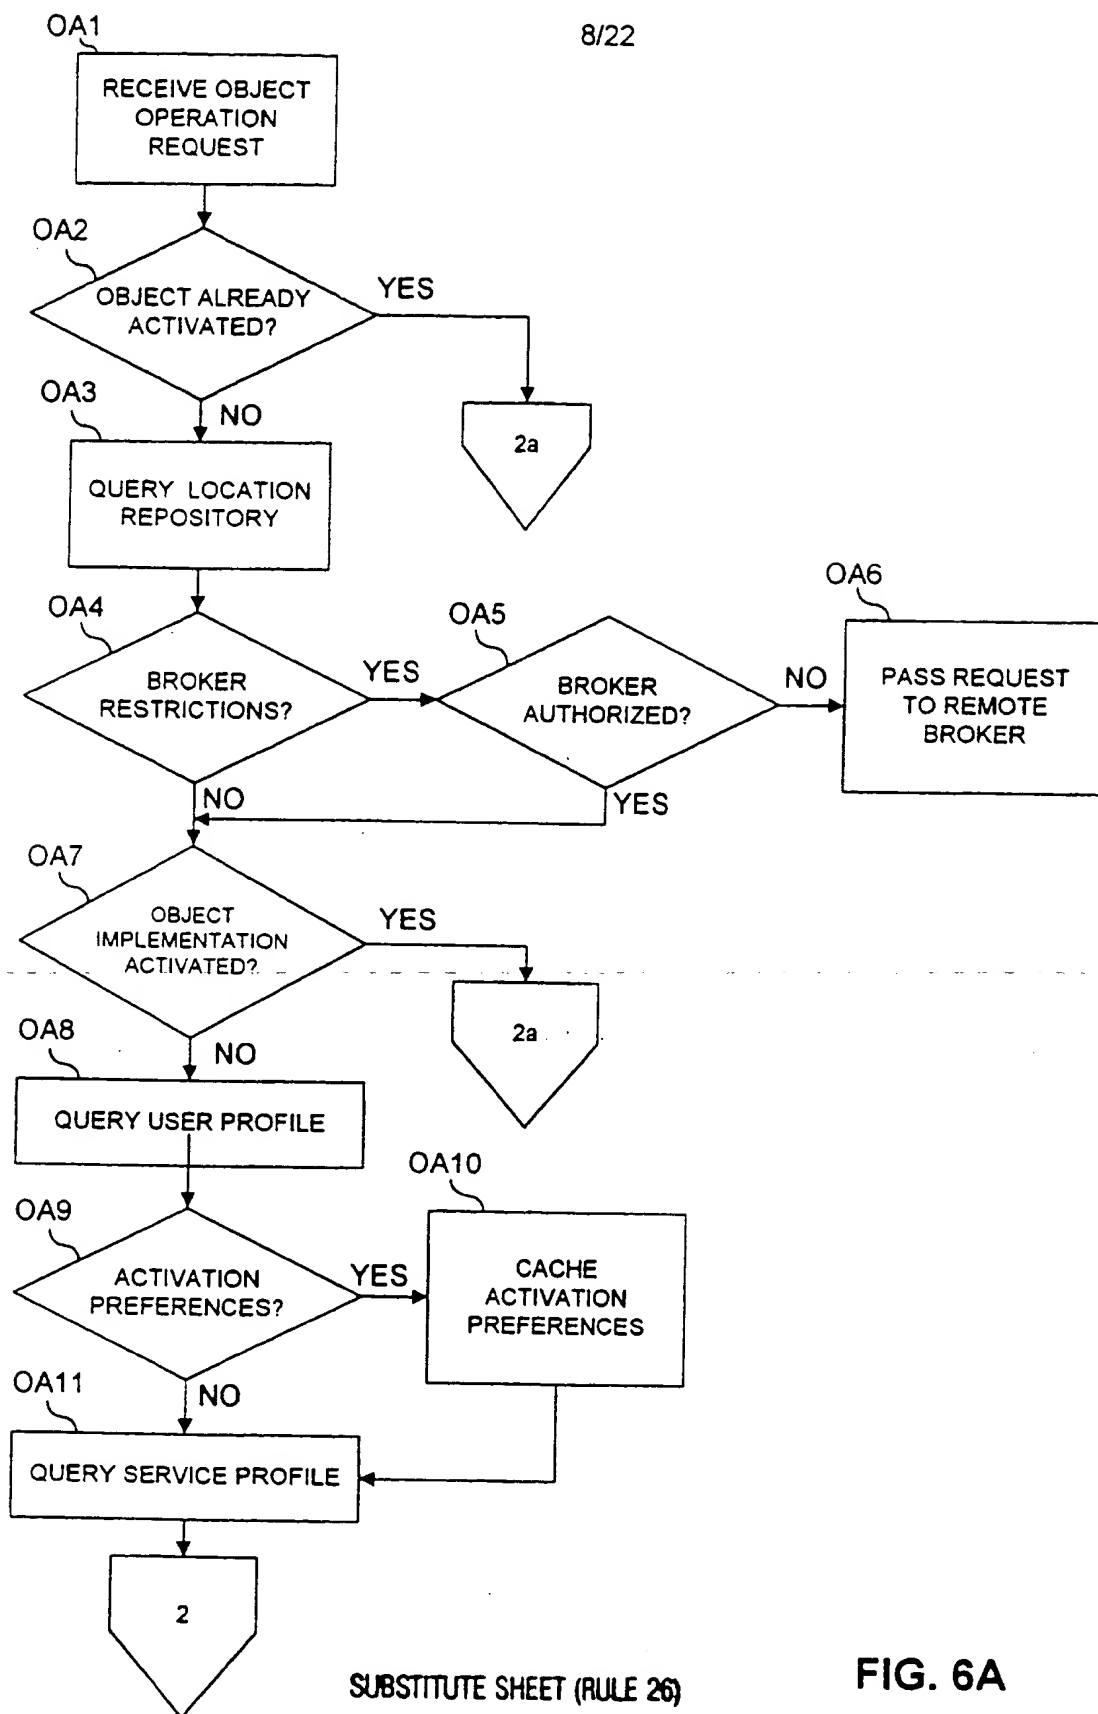 8/22
OA1
RECEIVE OBJECT
OPERATION
REQUEST
OA2
OBJECT ALREADY
ACTIVATED?
YES
NO
2a
OA3
QUERY LOCATION
REPOSITORY
OA4
BROKER
RESTRICTIONS?
YES
NO
OA5
BROKER
AUTHORIZED?
NO
YES
OA6
PASS REQUEST
TO REMOTE
BROKER
OA7
OBJECT
IMPLEMENTATION
ACTIVATED?
YES
NO
2a
OA8
QUERY USER PROFILE
OA9
ACTIVATION
PREFERENCES?
YES
NO
OA10
CACHE
ACTIVATION
PREFERENCES
OA11
QUERY SERVICE PROFILE
2
SUBSTITUTE SHEET (RULE 26)
FIG. 6A